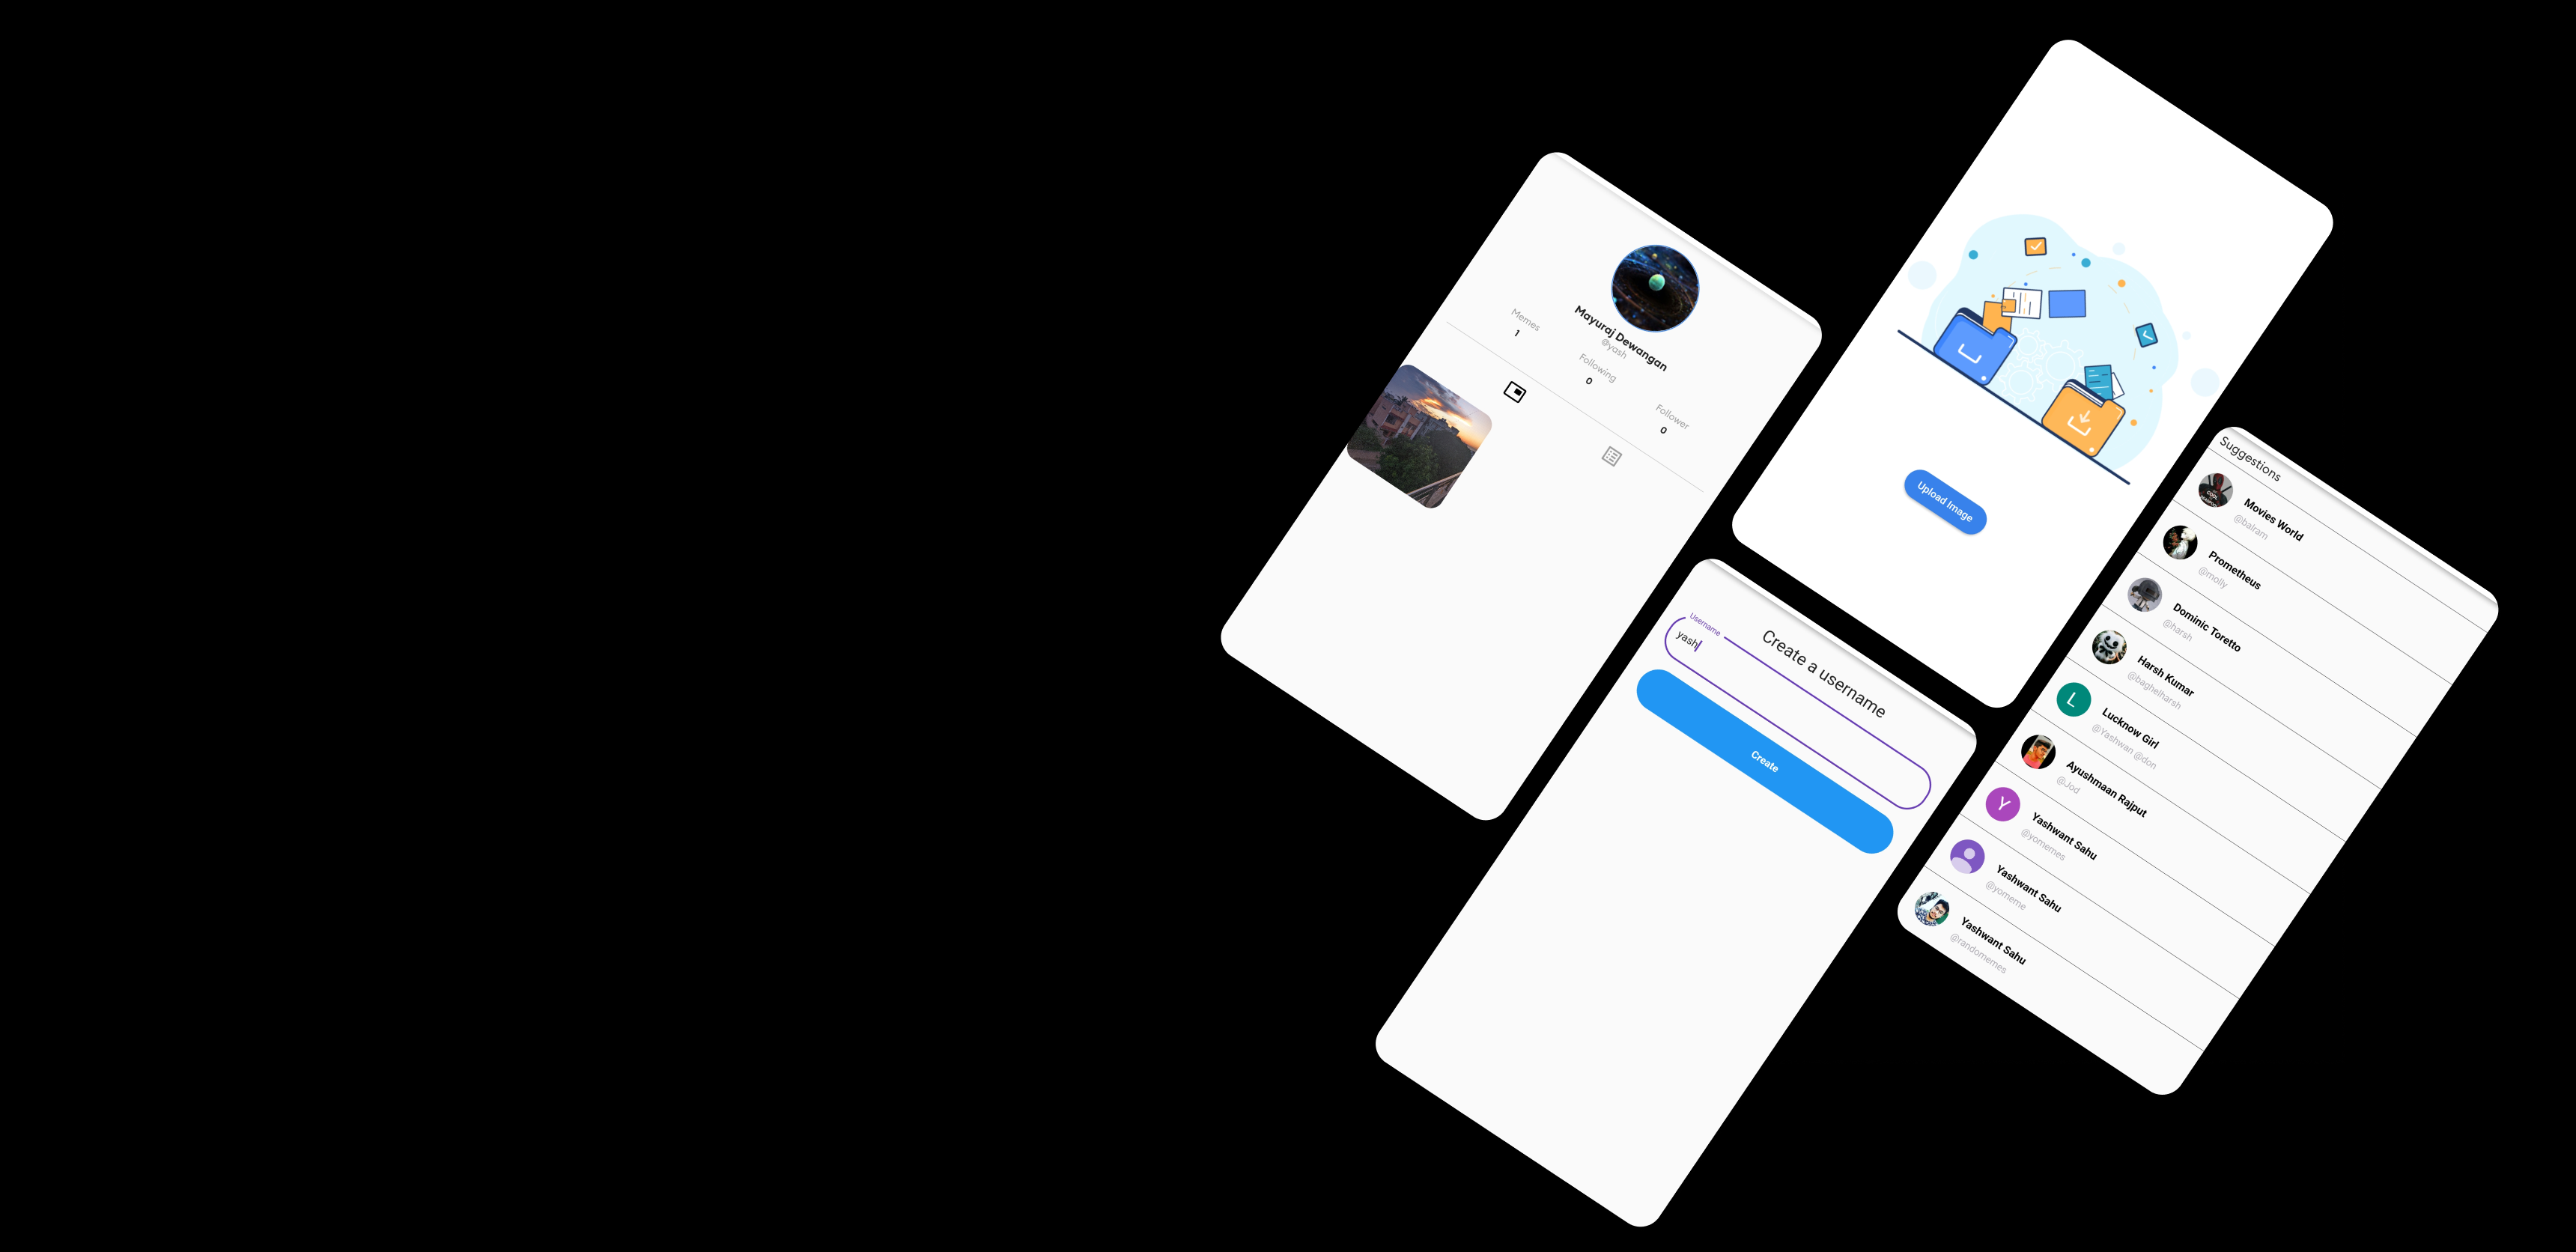 Mayuraj Dewangan
@yash
Memes
1
Following
0
Follower
0
Upload Image
Create a username
Username
yash
Create
Suggestions
Movies World
@balram
Prometheus
@molly
Dominic Toretto
@harsh
Harsh Kumar
@baghelharsh
L
Lucknow Girl
@Yashwan @don
Ayushmaan Rajput
@Jod
Y
Yashwant Sahu
@yomemes
Yashwant Sahu
@yomeme
Yashwant Sahu
@randomemes